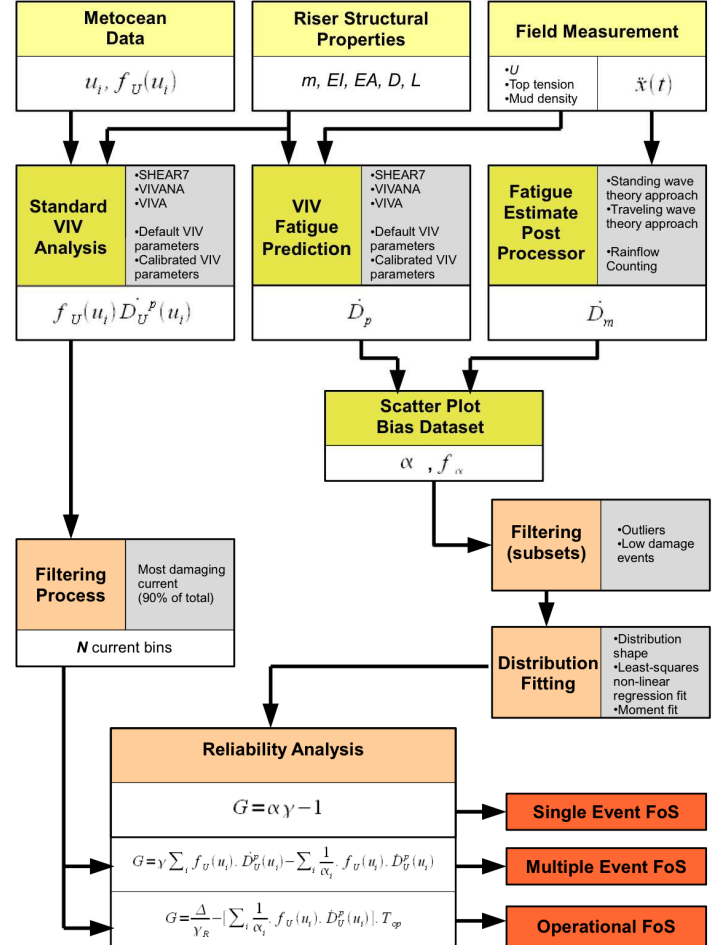 Metocean
Data
u_i, f_U(u_i)
Riser Structural
Properties
m, EI, EA, D, L
Field Measurement
•U
•Top tension
•Mud density
ẍ(t)
Standard
VIV
Analysis
•SHEAR7
•VIVANA
•VIVA
•Default VIV
parameters
•Calibrated VIV
parameters
f_U(u_i) Ḋ_U^p(u_i)
VIV
Fatigue
Prediction
•SHEAR7
•VIVANA
•VIVA
•Default VIV
parameters
•Calibrated VIV
parameters
Ḋ_p
Fatigue
Estimate
Post
Processor
•Standing wave
theory approach
•Traveling wave
theory approach
•Rainflow
Counting
Ḋ_m
Scatter Plot
Bias Dataset
α , f_α
Filtering
(subsets)
•Outliers
•Low damage
events
Filtering
Process
Most damaging
current
(90% of total)
N current bins
Distribution
Fitting
•Distribution
shape
•Least-squares
non-linear
regression fit
•Moment fit
Reliability Analysis
G=αγ−1
Single Event FoS
G=γ∑_i f_U(u_i). Ḋ_U^p(u_i)−∑_i 1/α_i. f_U(u_i). Ḋ_U^p(u_i)
Multiple Event FoS
G=Δ/γ_R−[∑_i 1/α_i. f_U(u_i). Ḋ_U^p(u_i)]. T_op
Operational FoS